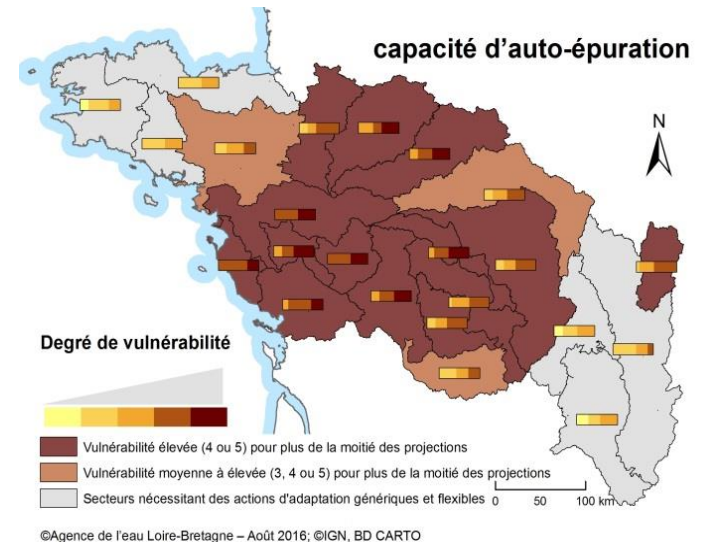 capacité d'auto-épuration
N
Degré de vulnérabilité
Vulnérabilité élevée (4 ou 5) pour plus de la moitié des projections
Vulnérabilité moyenne à élevée (3, 4 ou 5) pour plus de la moitié des projections
Secteurs nécessitant des actions d'adaptation génériques et flexibles
0 50 100 km
©Agence de l'eau Loire-Bretagne – Août 2016; ©IGN, BD CARTO